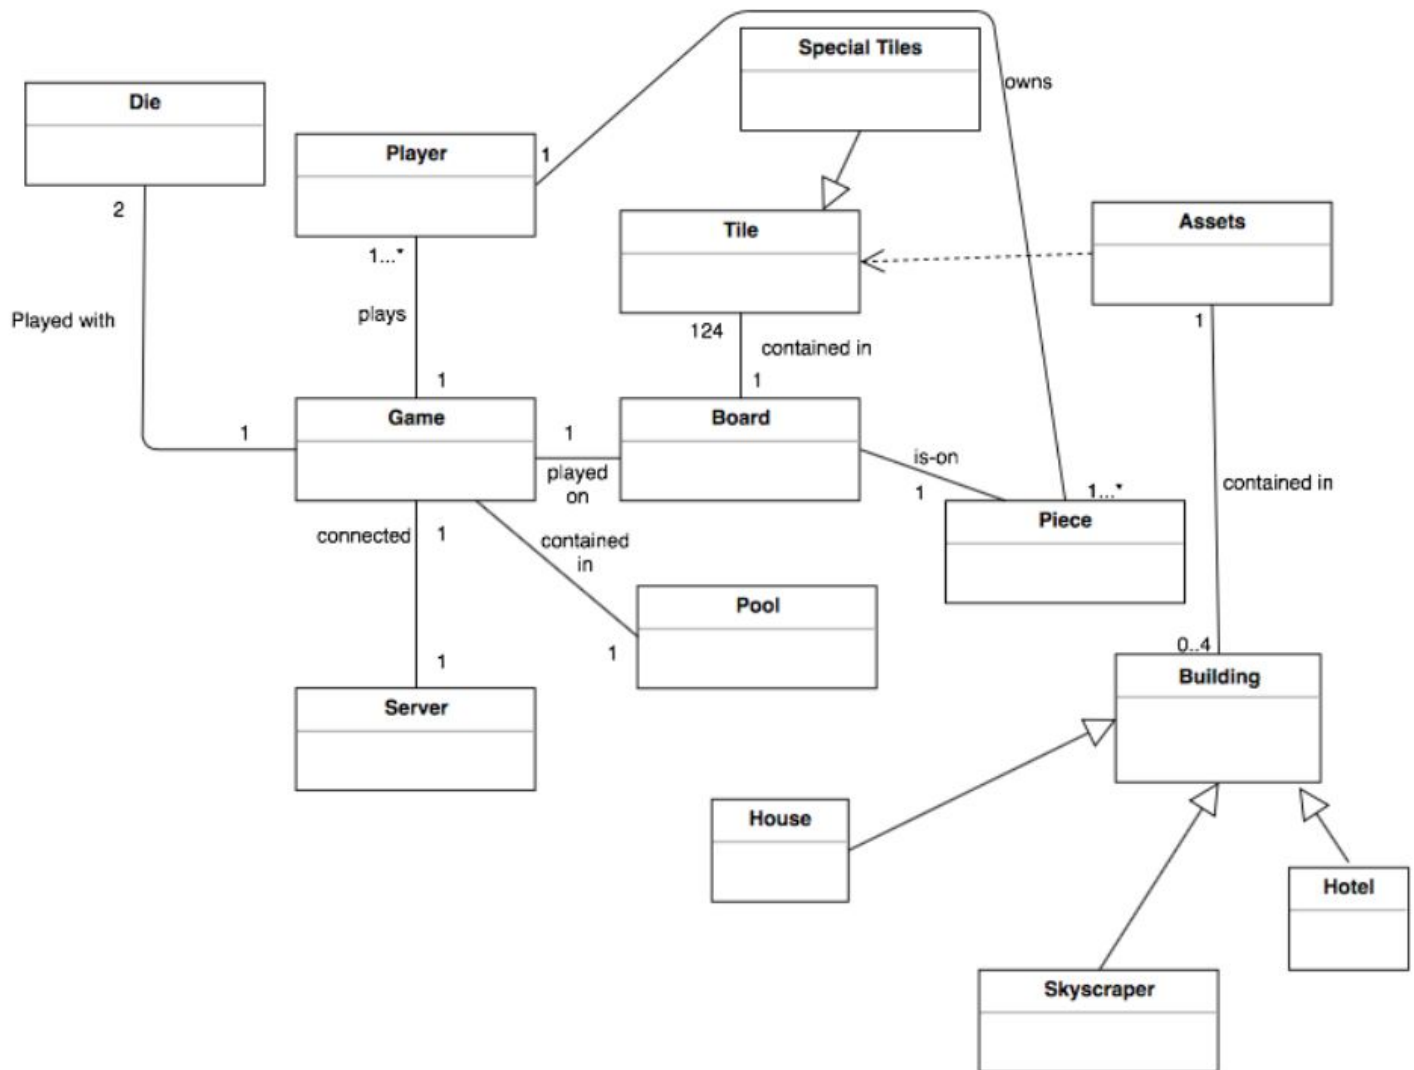 Special Tiles
owns
Die
Player
1
2
Tile
Assets
1...*
Played with
plays
124
contained in
1
1
1
Game
Board
1
1
played
on
is-on
1
1...*
contained in
Piece
connected
1
contained
in
Pool
1
0..4
1
Building
Server
House
Hotel
Skyscraper